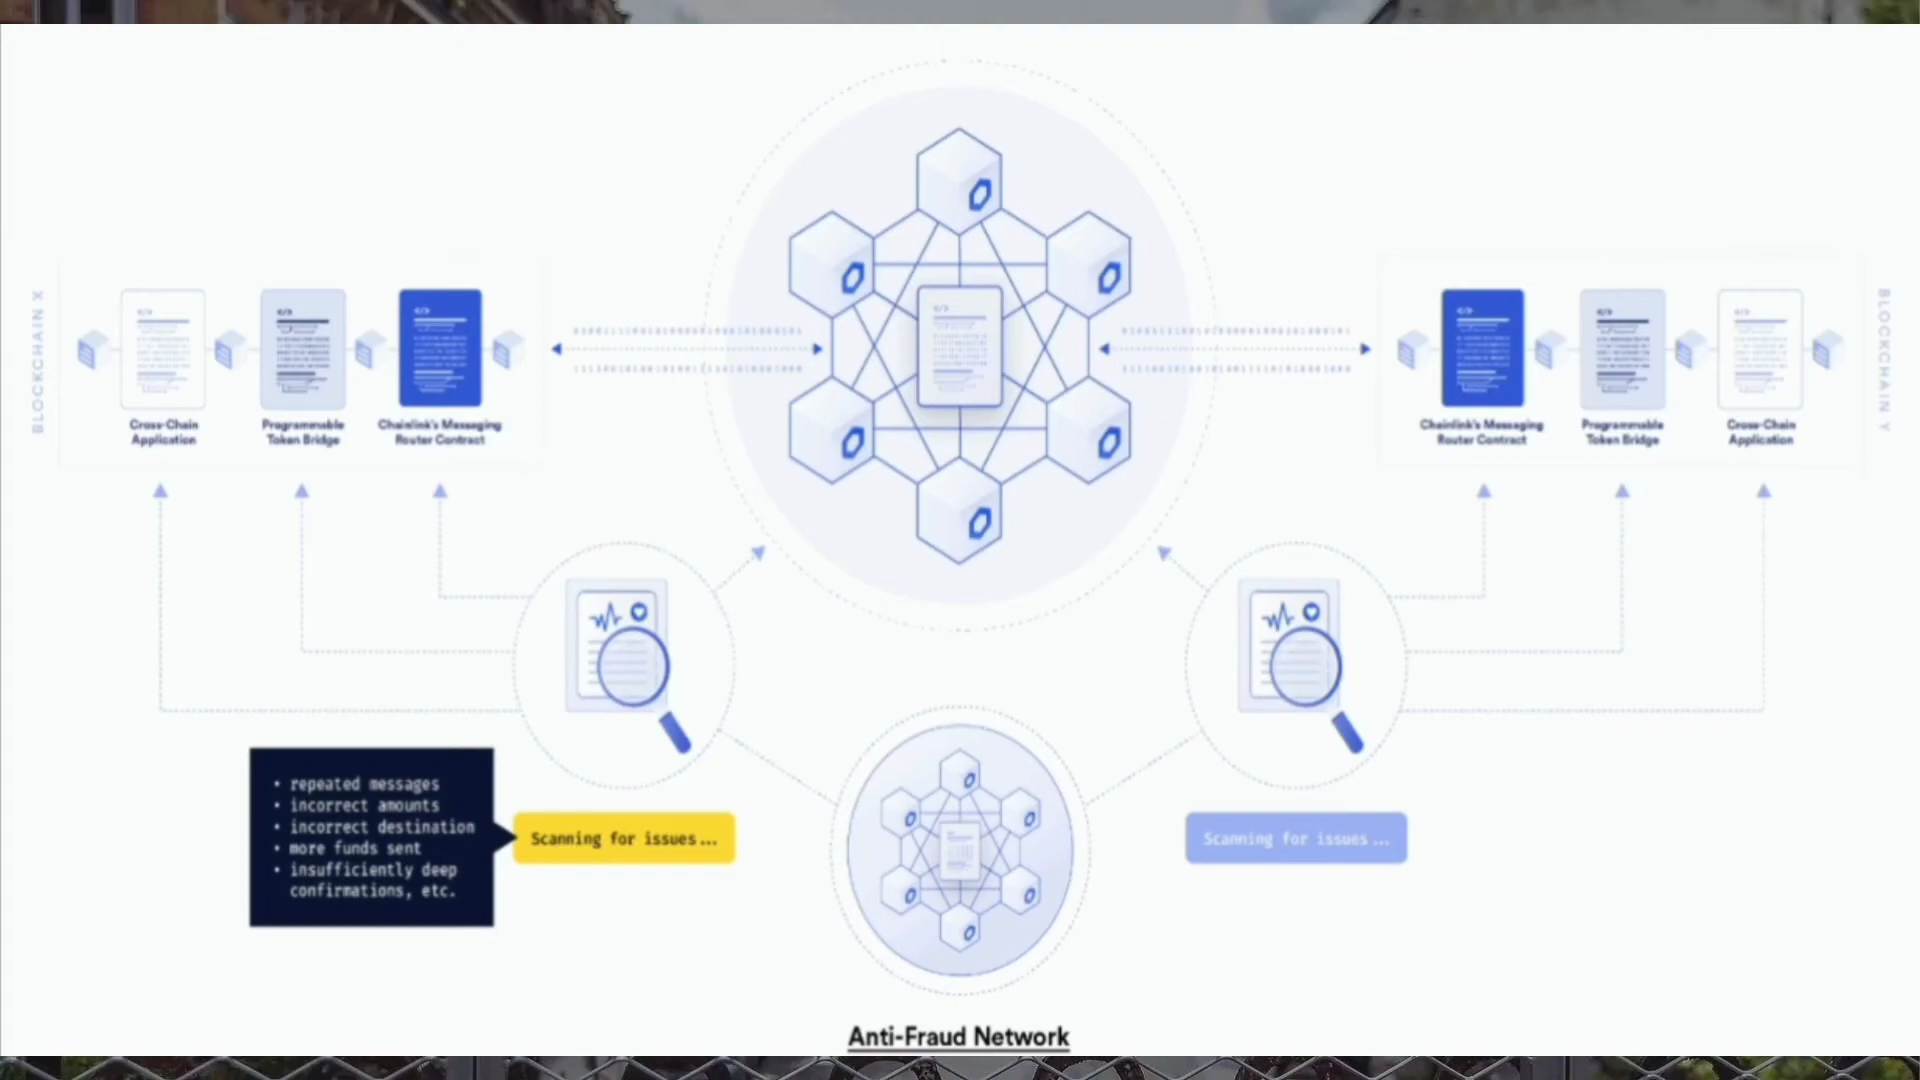 BLOCKCHAIN X
</>
</>
</>
Cross-Chain
Application
Programmable
Token Bridge
Chainlink's Messaging
Router Contract
</>
</>
</>
Chainlink's Messaging
Router Contract
Programmable
Token Bridge
Cross-Chain
Application
BLOCKCHAIN Y
• repeated messages
• incorrect amounts
• incorrect destination
• more funds sent
• insufficiently deep
confirmations, etc.
Scanning for issues...
Scanning for issues...
Anti-Fraud Network